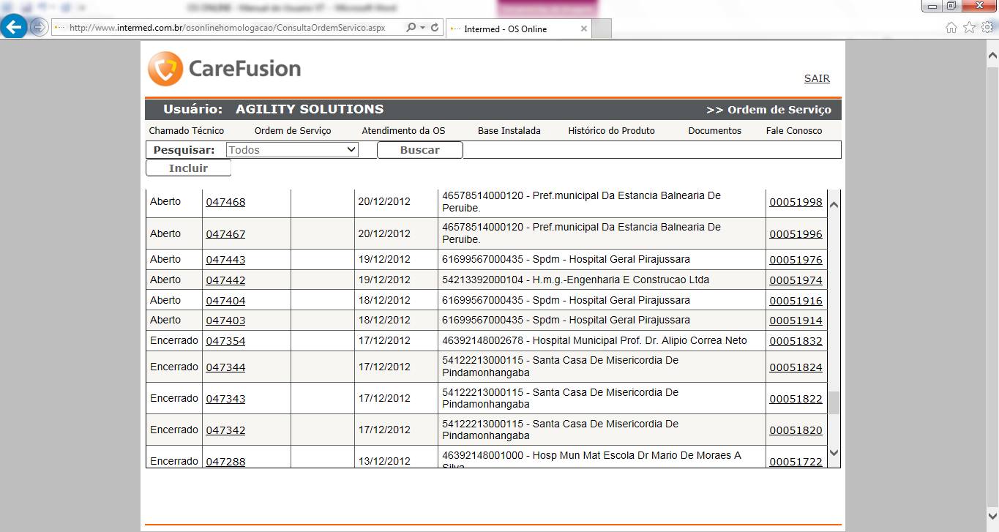 OS ONLINE - Manual do Usuario VT - Microsoft Word
http://www.intermed.com.br/osonlinehomologacao/ConsultaOrdemServico.aspx
Intermed - OS Online
CareFusion
SAIR
Usuário: AGILITY SOLUTIONS >> Ordem de Serviço
Chamado Técnico Ordem de Serviço Atendimento da OS Base Instalada Histórico do Produto Documentos Fale Conosco
Pesquisar: Todos Buscar
Incluir
Aberto 047468 20/12/2012 46578514000120 - Pref.municipal Da Estancia Balnearia De 00051998
Peruibe.
Aberto 047467 20/12/2012 46578514000120 - Pref.municipal Da Estancia Balnearia De 00051996
Peruibe.
Aberto 047443 19/12/2012 61699567000435 - Spdm - Hospital Geral Pirajussara 00051976
Aberto 047442 19/12/2012 54213392000104 - H.m.g.-Engenharia E Construcao Ltda 00051974
Aberto 047404 18/12/2012 61699567000435 - Spdm - Hospital Geral Pirajussara 00051916
Aberto 047403 18/12/2012 61699567000435 - Spdm - Hospital Geral Pirajussara 00051914
Encerrado 047354 17/12/2012 46392148002678 - Hospital Municipal Prof. Dr. Alipio Correa Neto 00051832
Encerrado 047344 17/12/2012 54122213000115 - Santa Casa De Misericordia De 00051824
Pindamonhangaba
Encerrado 047343 17/12/2012 54122213000115 - Santa Casa De Misericordia De 00051822
Pindamonhangaba
Encerrado 047342 17/12/2012 54122213000115 - Santa Casa De Misericordia De 00051820
Pindamonhangaba
Encerrado 047288 13/12/2012 46392148001000 - Hosp Mun Mat Escola Dr Mario De Moraes A 00051722
Silva